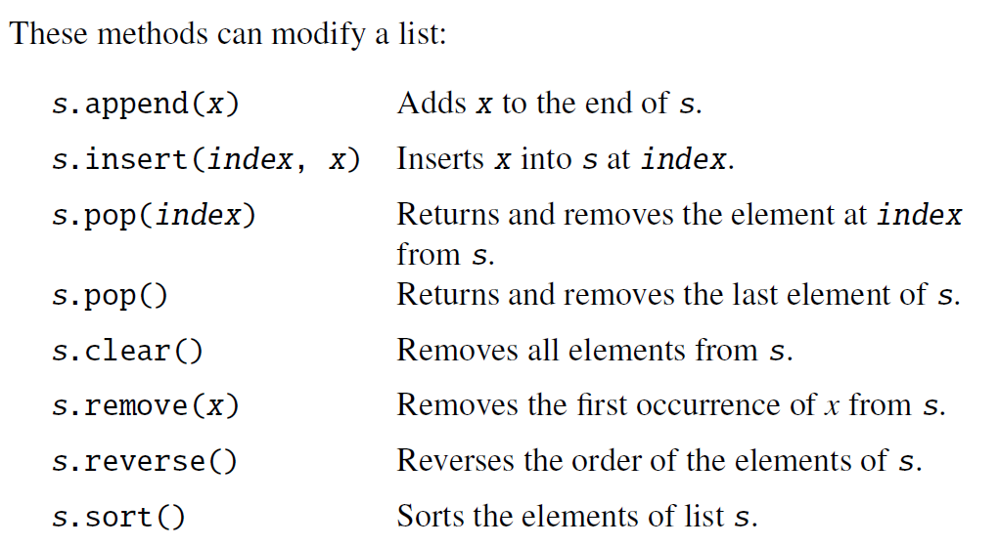 These methods can modify a list:
s.append(x) Adds x to the end of s.
s.insert(index, x) Inserts x into s at index.
s.pop(index) Returns and removes the element at index
from s.
s.pop() Returns and removes the last element of s.
s.clear() Removes all elements from s.
s.remove(x) Removes the first occurrence of x from s.
s.reverse() Reverses the order of the elements of s.
s.sort() Sorts the elements of list s.